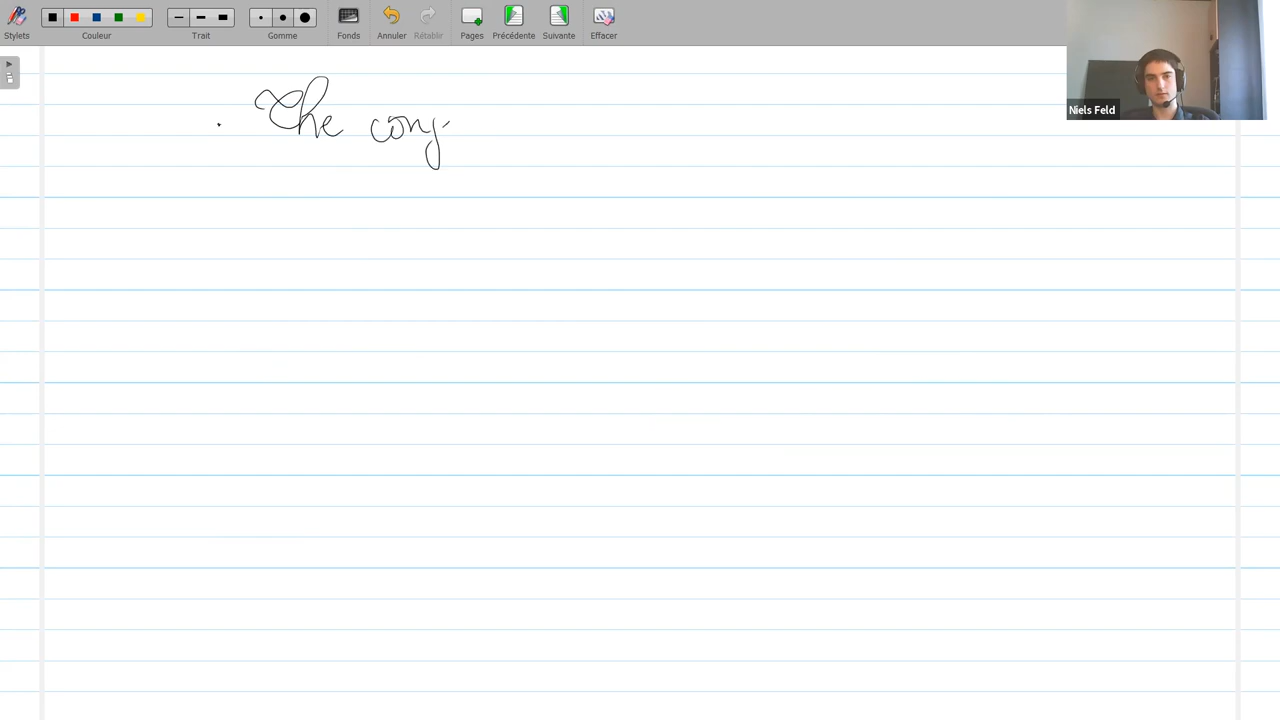 Stylets Couleur Trait Gomme Fonds Annuler Rétablir Pages Précédente Suivante Effacer
Niels Feld
. The conj